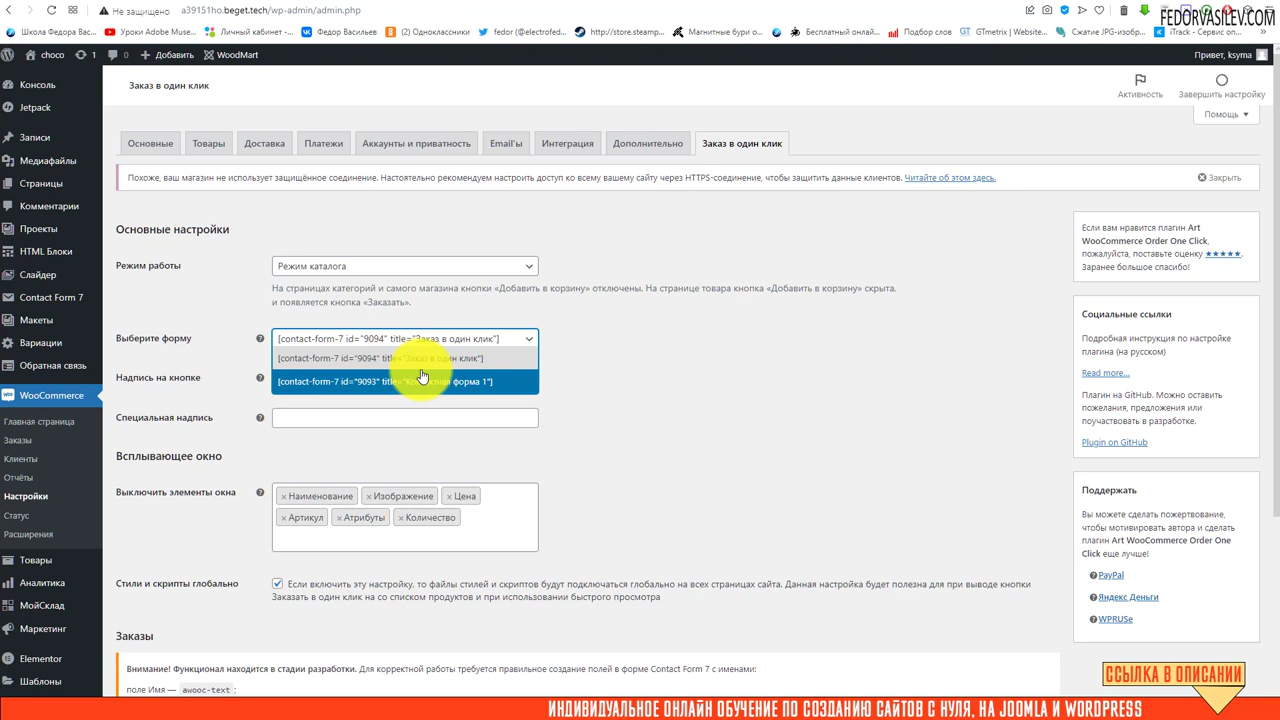 Не защищено
a39151ho.beget.tech/wp-admin/admin.php
FEDORVASILEV.COM
Школа Федора Вась...
Уроки Adobe Muse...
Личный кабинет -...
Федор Васильев
(2) Одноклассники
fedor (@electrofed...
http://store.steamp...
Магнитные бури о...
Бесплатный онлай...
Подбор слов
GTmetrix | Website...
Сжатие JPG-изобр...
iTrack - Сервис оп...
choco
1
0
Добавить
WoodMart
Привет, ksyma
Консоль
Jetpack
Записи
Медиафайлы
Страницы
Комментарии
Проекты
HTML Блоки
Слайдер
Contact Form 7
Макеты
Вариации
Обратная связь
WooCommerce
Главная страница
Заказы
Клиенты
Отчёты
Настройки
Статус
Расширения
Товары
Аналитика
МойСклад
Маркетинг
Elementor
Шаблоны
Заказ в один клик
Активность
Завершить настройку
Помощь
Основные
Товары
Доставка
Платежи
Аккаунты и приватность
Email'ы
Интеграция
Дополнительно
Заказ в один клик
Похоже, ваш магазин не использует защищённое соединение. Настоятельно рекомендуем настроить доступ ко всему вашему сайту через HTTPS-соединение, чтобы защитить данные клиентов. Читайте об этом здесь.
Закрыть
Основные настройки
Режим работы
Режим каталога
На страницах категорий и самого магазина кнопки «Добавить в корзину» отключены. На странице товара кнопка «Добавить в корзину» скрыта,
и появляется кнопка «Заказать».
Выберите форму
[contact-form-7 id="9094" title="Заказ в один клик"]
[contact-form-7 id="9094" title="Заказ в один клик"]
[contact-form-7 id="9093" title="Контактная форма 1"]
Надпись на кнопке
Специальная надпись
Всплывающее окно
Выключить элементы окна
× Наименование
× Изображение
× Цена
× Артикул
× Атрибуты
× Количество
Стили и скрипты глобально
Если включить эту настройку, то файлы стилей и скриптов будут подключаться глобально на всех страницах сайта. Данная настройка будет полезна для при выводе кнопки
Заказать в один клик на со списком продуктов и при использовании быстрого просмотра
Заказы
Внимание! Функционал находится в стадии разработки. Для корректной работы требуется правильное создание полей в форме Contact Form 7 с именами:
поле Имя — awooc-text ;
Если вам нравится плагин Art
WooCommerce Order One Click,
пожалуйста, поставьте оценку ★★★★★.
Заранее большое спасибо!
Социальные ссылки
Подробная инструкция по настройке
плагина (на русском)
Read more...
Плагин на GitHub. Можно оставить
пожелания, предложения или
поучаствовать в разработке.
Plugin on GitHub
Поддержать
Вы можете сделать пожертвование,
чтобы мотивировать автора и сделать
плагин Art WooCommerce Order One
Click еще лучше!
PayPal
Яндекс Деньги
WPRUSe
ССЫЛКА В ОПИСАНИИ
ИНДИВИДУАЛЬНОЕ ОНЛАЙН ОБУЧЕНИЕ ПО СОЗДАНИЮ САЙТОВ С НУЛЯ, НА JOOMLA И WORDPRESS